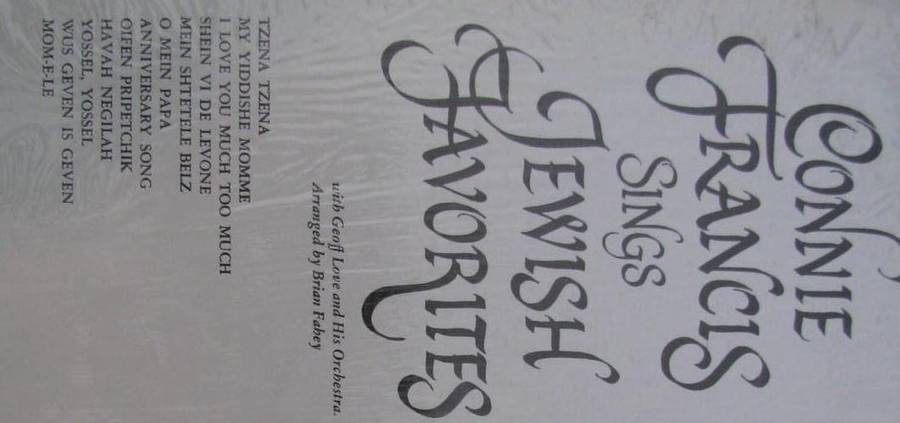 CONNIE
FRANCIS
SINGS
JEWISH
FAVORITES
with Geoff Love and His Orchestra.
Arranged by Brian Fahey
TZENA TZENA
MY YIDDISHE MOMME
I LOVE YOU MUCH TOO MUCH
SHEIN VI DE LEVONE
MEIN SHTETELE BELZ
O MEIN PAPA
ANNIVERSARY SONG
OIFEN PRIPETCHIK
HAVAH NEGILAH
YOSSEL, YOSSEL
WUS GEVEN IS GEVEN
MOM-E-LE